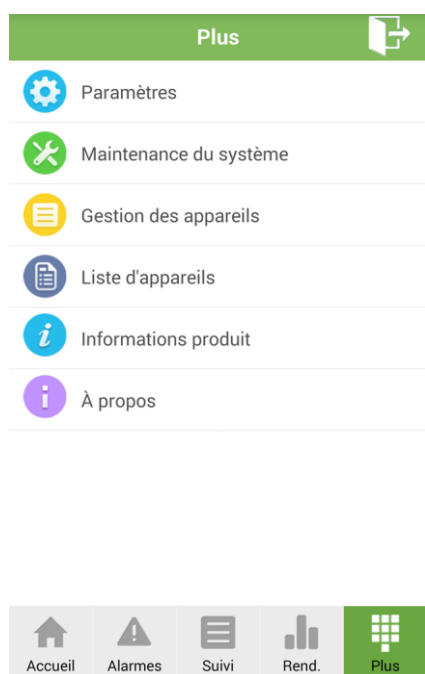 Plus
Paramètres
Maintenance du système
Gestion des appareils
Liste d'appareils
Informations produit
À propos
Accueil Alarmes Suivi Rend. Plus